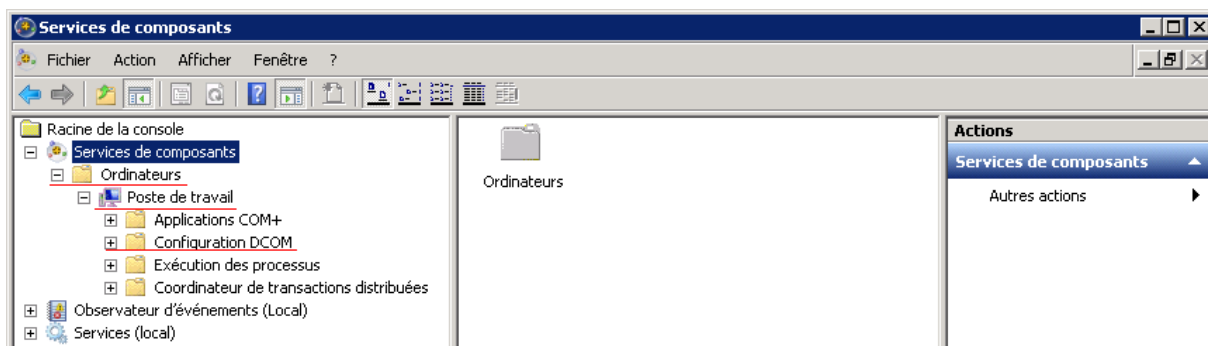 Services de composants
Fichier Action Afficher Fenêtre ?
Racine de la console
Services de composants
Ordinateurs
Poste de travail
Applications COM+
Configuration DCOM
Exécution des processus
Coordinateur de transactions distribuées
Observateur d'événements (Local)
Services (local)
Ordinateurs
Actions
Services de composants
Autres actions